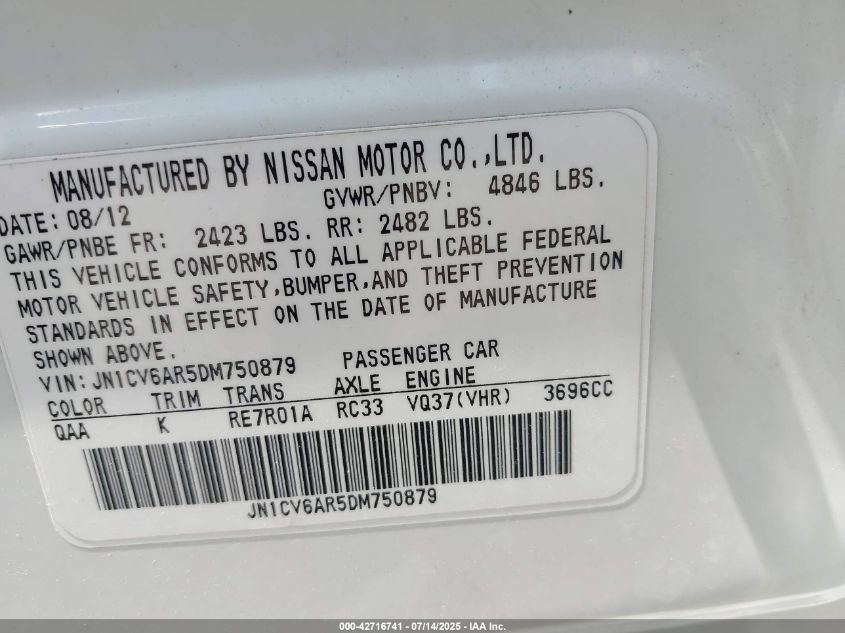 MANUFACTURED BY NISSAN MOTOR CO.,LTD.
DATE: 08/12 GVWR/PNBV: 4846 LBS.
GAWR/PNBE FR: 2423 LBS. RR: 2482 LBS.
THIS VEHICLE CONFORMS TO ALL APPLICABLE FEDERAL
MOTOR VEHICLE SAFETY,BUMPER,AND THEFT PREVENTION
STANDARDS IN EFFECT ON THE DATE OF MANUFACTURE
SHOWN ABOVE.
VIN: JN1CV6AR5DM750879 PASSENGER CAR
COLOR TRIM TRANS AXLE ENGINE
QAA K RE7R01A RC33 VQ37(VHR) 3696CC
JN1CV6AR5DM750879
000-42716741 - 07/14/2025 - IAA Inc.